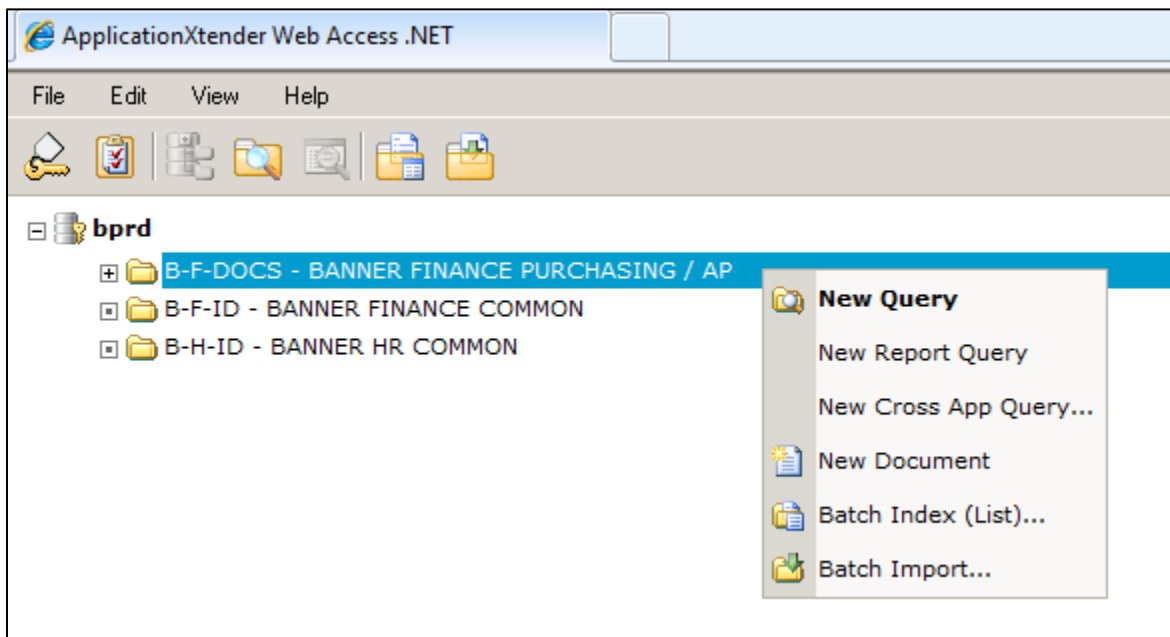 ApplicationXtender Web Access .NET
File Edit View Help
bprd
B-F-DOCS - BANNER FINANCE PURCHASING / AP
B-F-ID - BANNER FINANCE COMMON
B-H-ID - BANNER HR COMMON
New Query
New Report Query
New Cross App Query...
New Document
Batch Index (List)...
Batch Import...